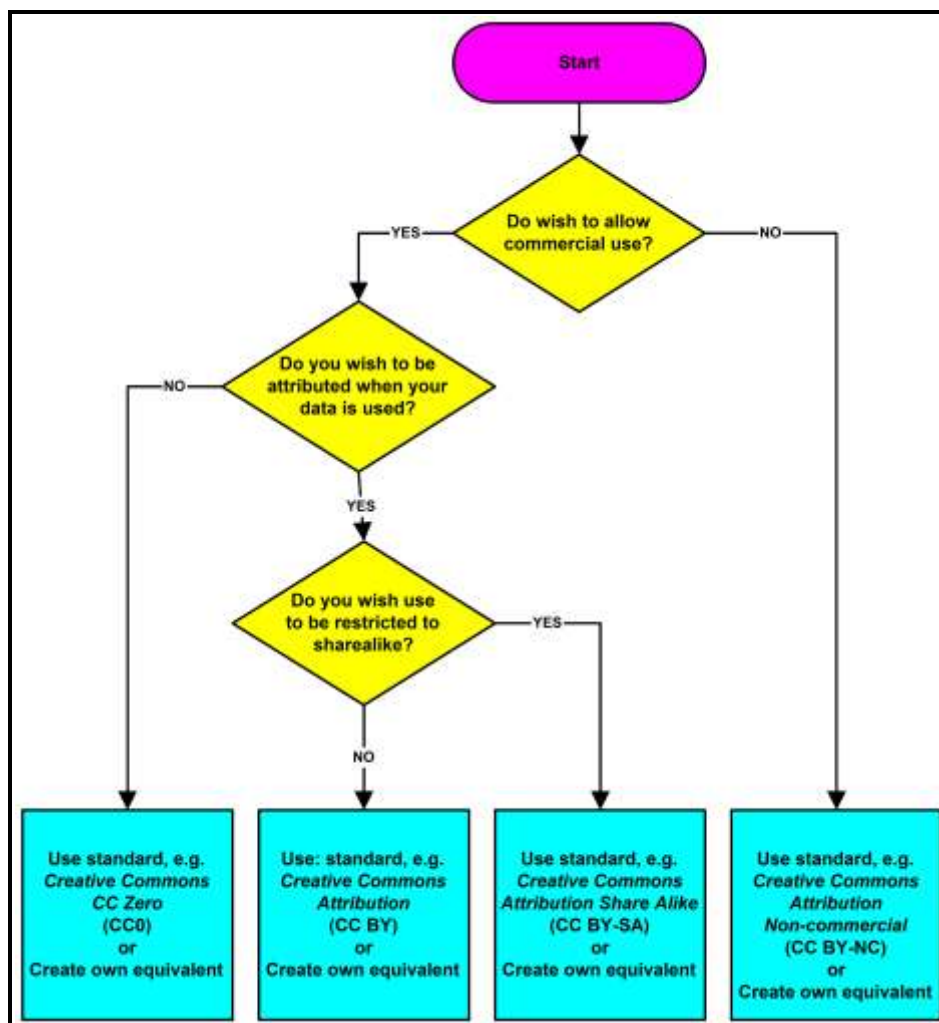 Start
Do wish to allow
commercial use?
YES
NO
Do you wish to be
attributed when your
data is used?
NO
YES
Do you wish use
to be restricted to
sharealike?
YES
NO
Use standard, e.g.
Creative Commons
CC Zero
(CC0)
or
Create own equivalent
Use: standard, e.g.
Creative Commons
Attribution
(CC BY)
or
Create own equivalent
Use standard, e.g.
Creative Commons
Attribution Share Alike
(CC BY-SA)
or
Create own equivalent
Use standard, e.g.
Creative Commons
Attribution
Non-commercial
(CC BY-NC)
or
Create own equivalent